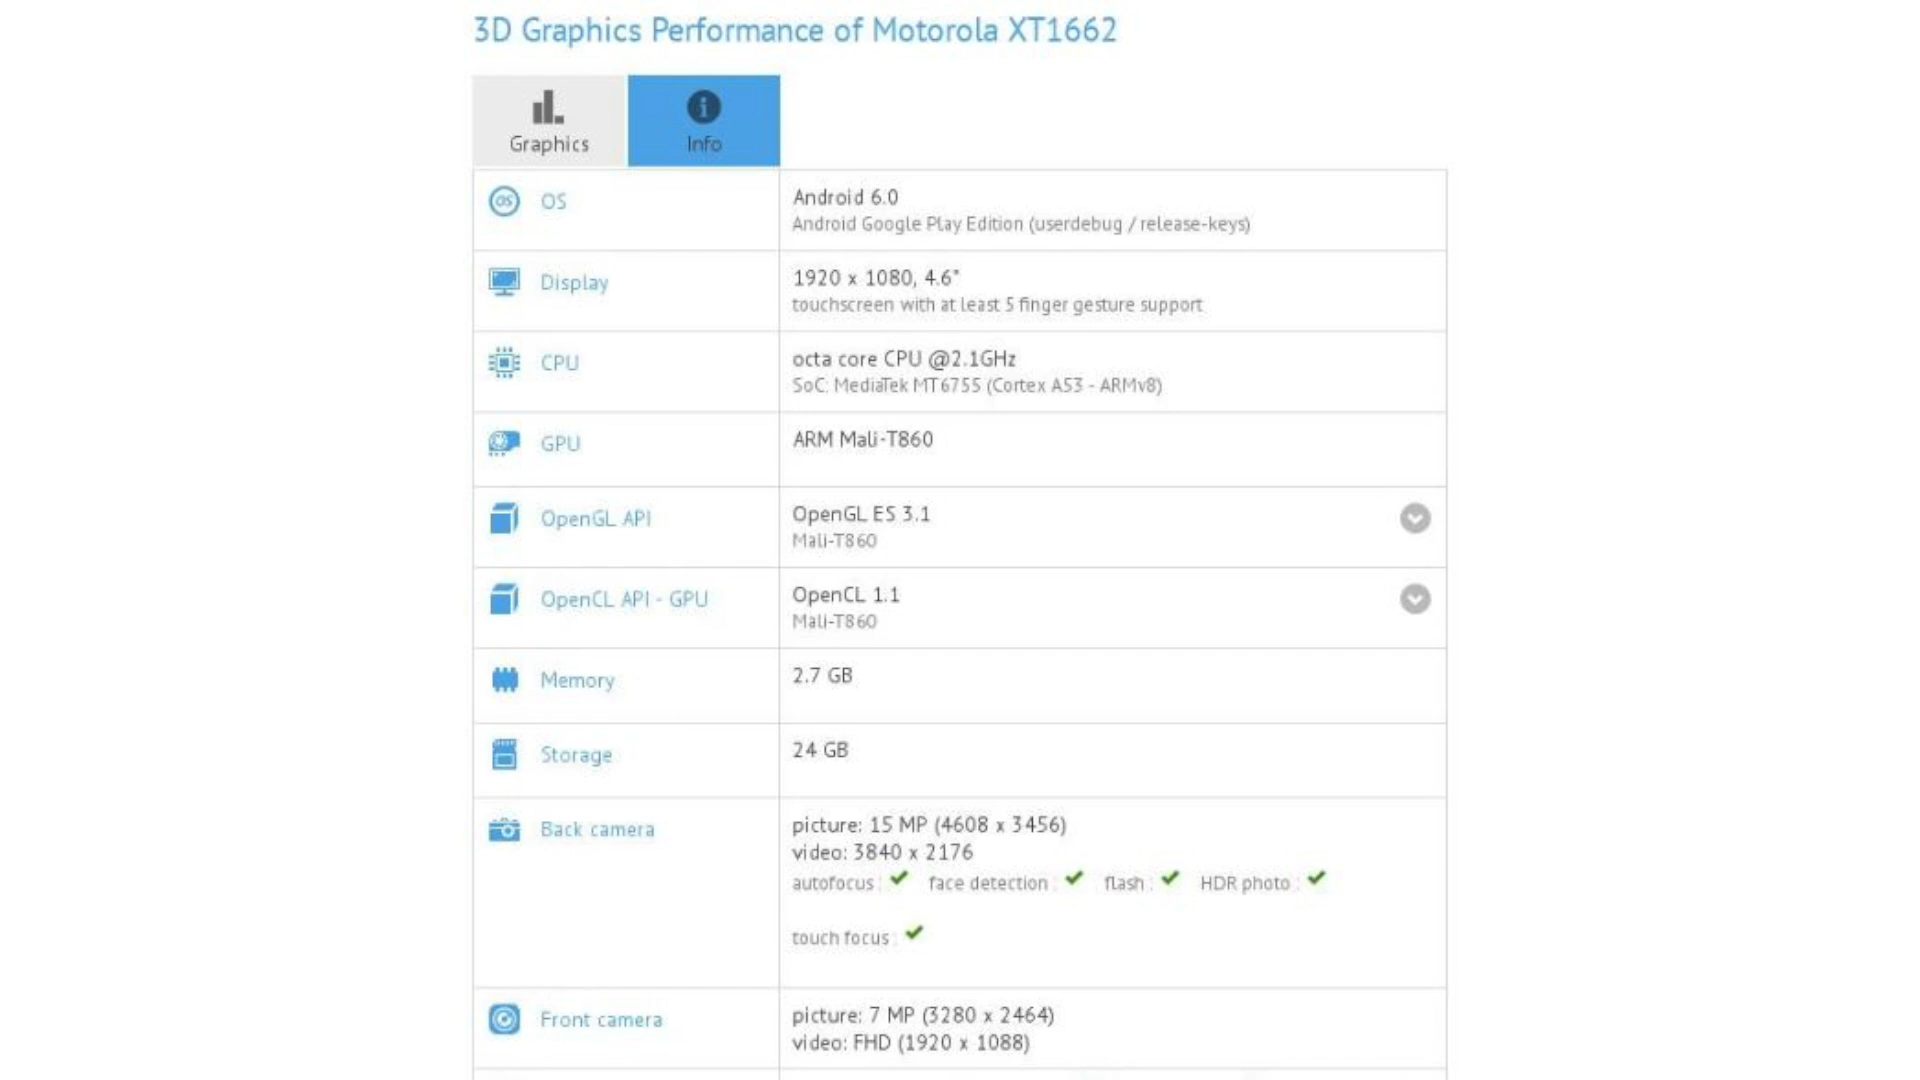 3D Graphics Performance of Motorola XT1662
Graphics
Info
OS
Android 6.0
Android Google Play Edition (userdebug / release-keys)
Display
1920 x 1080, 4.6"
touchscreen with at least 5 finger gesture support
CPU
octa core CPU @2.1GHz
SoC: MediaTek MT6755 (Cortex A53 - ARMv8)
GPU
ARM Mali-T860
OpenGL API
OpenGL ES 3.1
Mali-T860
OpenCL API - GPU
OpenCL 1.1
Mali-T860
Memory
2.7 GB
Storage
24 GB
Back camera
picture: 15 MP (4608 x 3456)
video: 3840 x 2176
autofocus : face detection : flash : HDR photo :
touch focus :
Front camera
picture: 7 MP (3280 x 2464)
video: FHD (1920 x 1088)